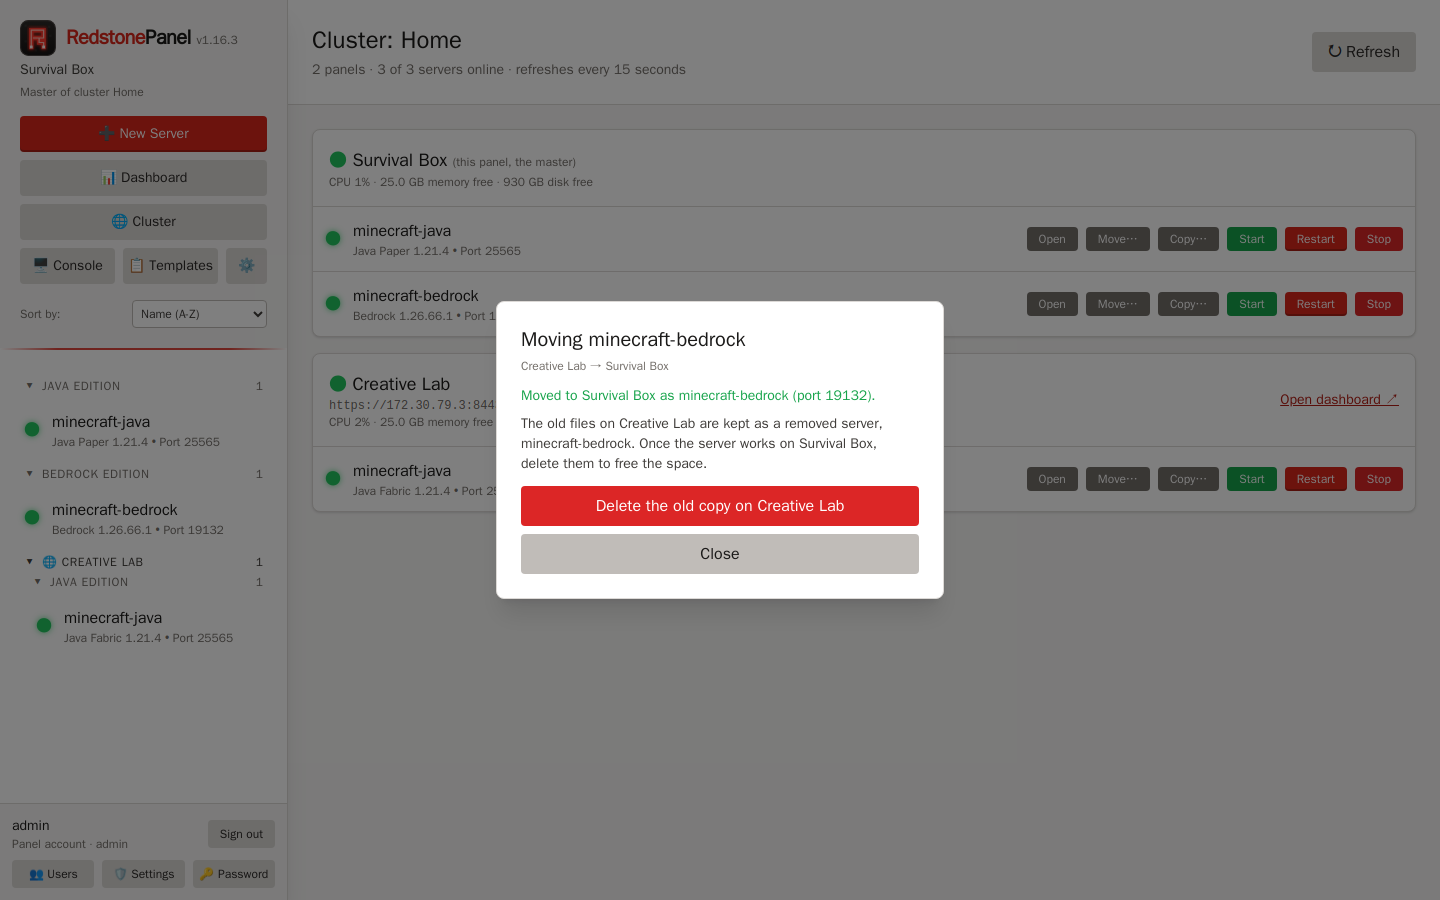 RedstonePanel v1.16.3
Survival Box
Master of cluster Home
➕ New Server
📊 Dashboard
🌐 Cluster
🖥️ Console
📋 Templates
⚙️
Sort by:
Name (A-Z)
▼ JAVA EDITION 1
minecraft-java
Java Paper 1.21.4 • Port 25565
▼ BEDROCK EDITION 1
minecraft-bedrock
Bedrock 1.26.66.1 • Port 19132
▼ 🌐 CREATIVE LAB 1
▼ JAVA EDITION 1
minecraft-java
Java Fabric 1.21.4 • Port 25565
admin
Panel account · admin
Sign out
👥 Users
🛡️ Settings
🔑 Password
Cluster: Home
2 panels · 3 of 3 servers online · refreshes every 15 seconds
↻ Refresh
Survival Box (this panel, the master)
CPU 1% · 25.0 GB memory free · 930 GB disk free
minecraft-java
Java Paper 1.21.4 • Port 25565
Open Move… Copy… Start Restart Stop
minecraft-bedrock
Bedrock 1.26.66.1 • Port 1
Open Move… Copy… Start Restart Stop
Creative Lab
https://172.30.79.3:844
CPU 2% · 25.0 GB memory free
Open dashboard ↗
minecraft-java
Java Fabric 1.21.4 • Port 25
Open Move… Copy… Start Restart Stop
Moving minecraft-bedrock
Creative Lab → Survival Box
Moved to Survival Box as minecraft-bedrock (port 19132).
The old files on Creative Lab are kept as a removed server,
minecraft-bedrock. Once the server works on Survival Box,
delete them to free the space.
Delete the old copy on Creative Lab
Close